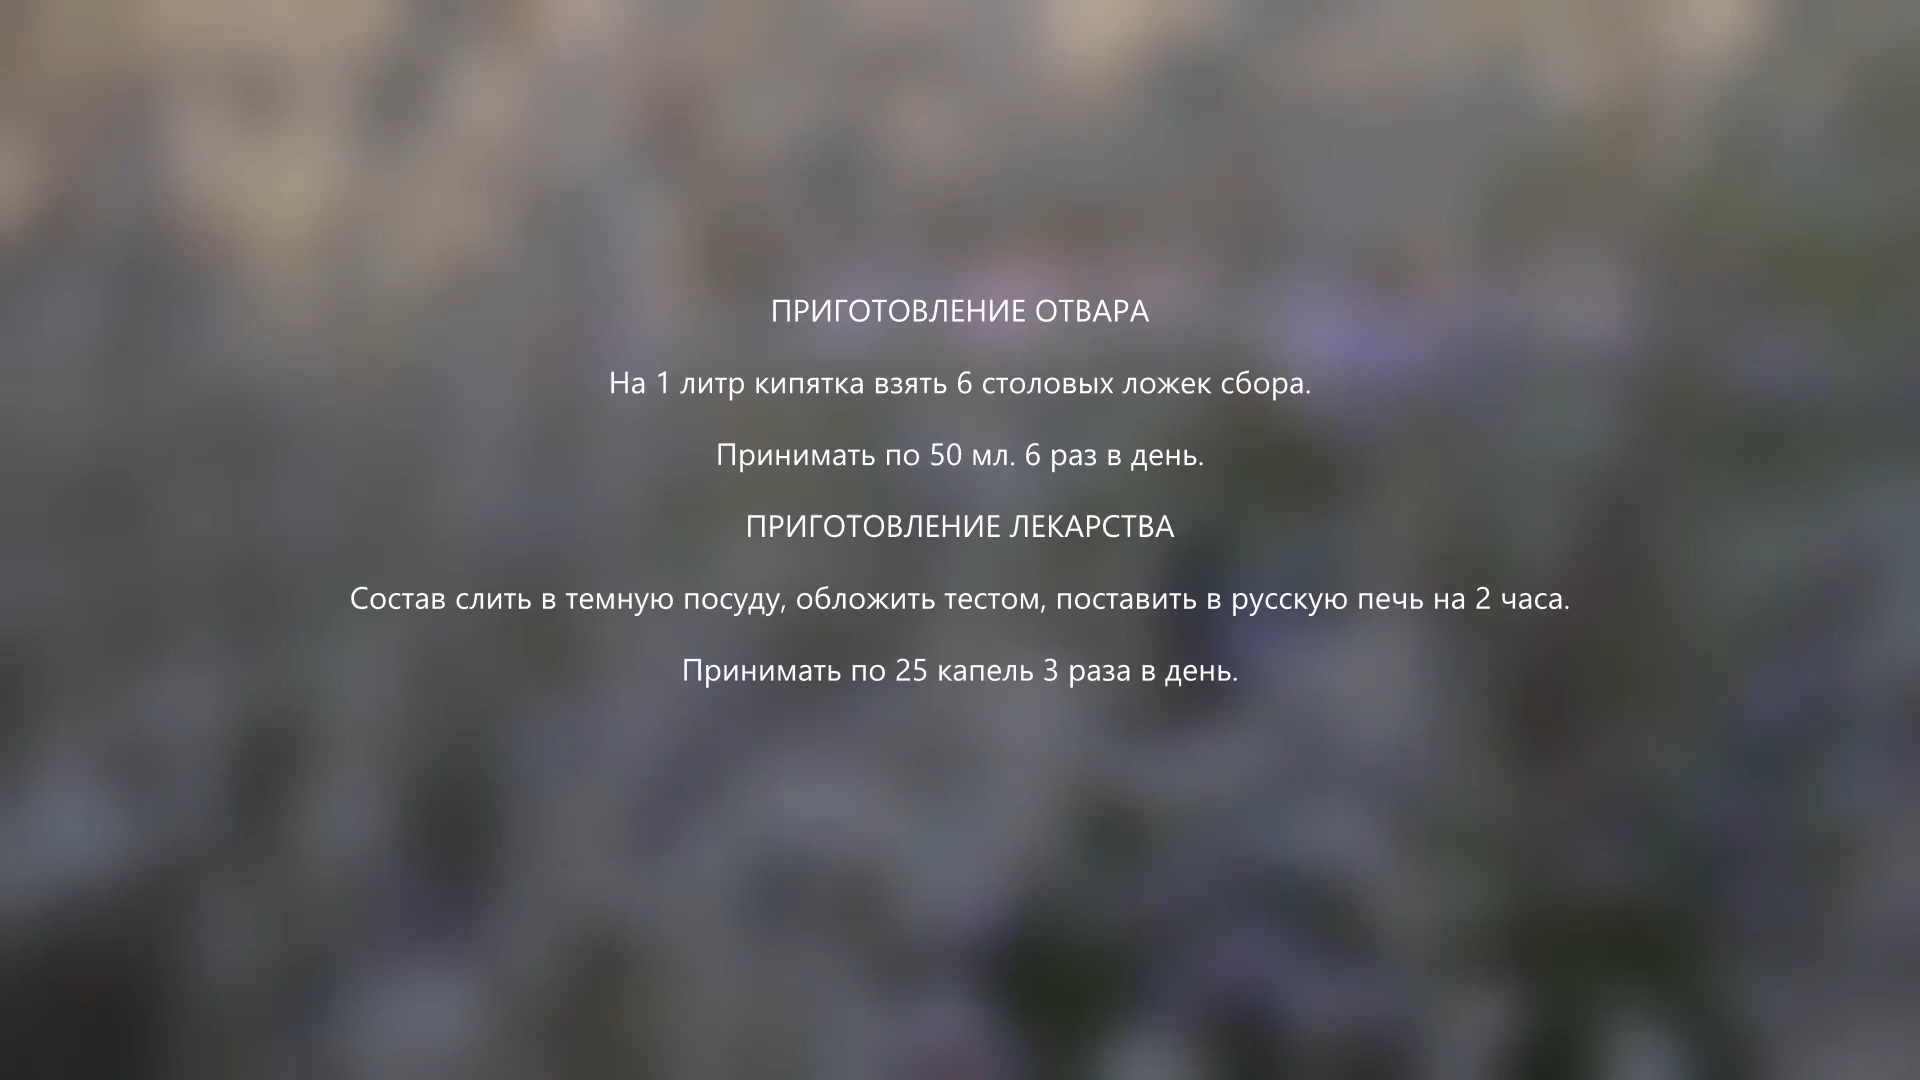 ПРИГОТОВЛЕНИЕ ОТВАРА
На 1 литр кипятка взять 6 столовых ложек сбора.
Принимать по 50 мл. 6 раз в день.
ПРИГОТОВЛЕНИЕ ЛЕКАРСТВА
Состав слить в темную посуду, обложить тестом, поставить в русскую печь на 2 часа.
Принимать по 25 капель 3 раза в день.